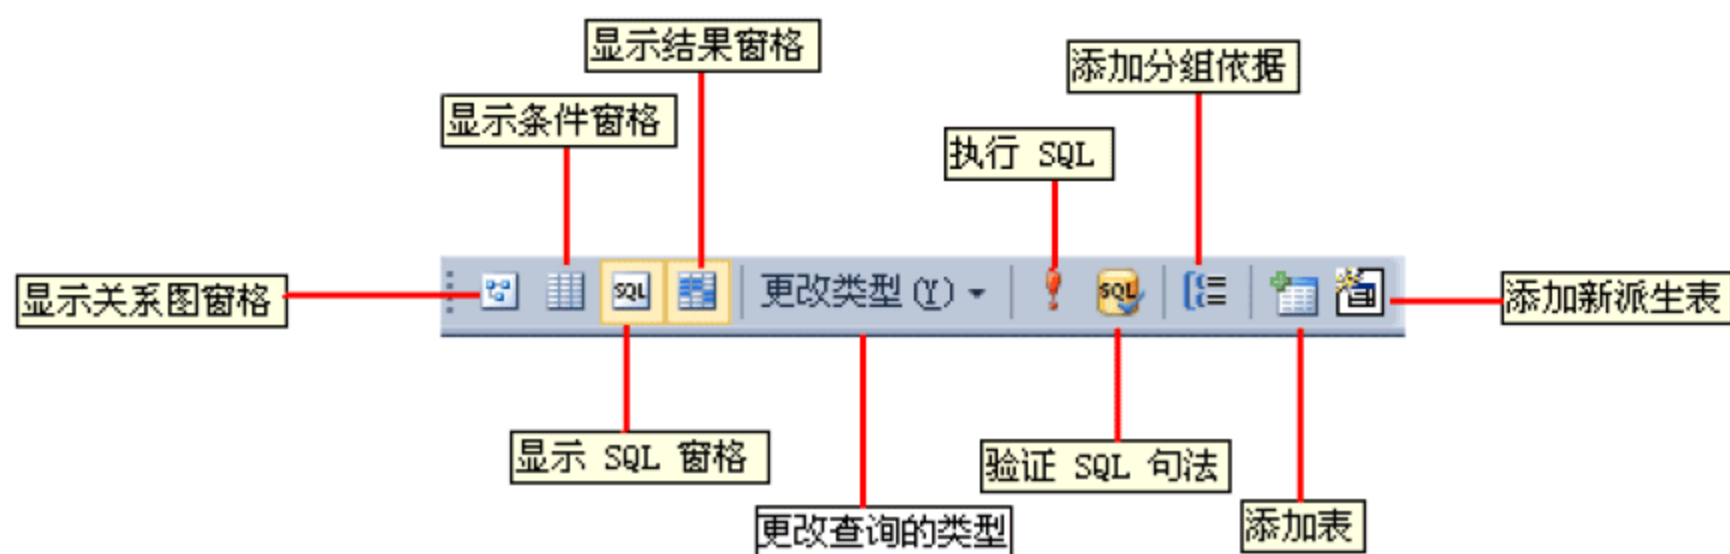 显示结果窗格
添加分组依据
显示条件窗格
执行 SQL
显示关系图窗格
SQL
更改类型(Y)
SQL
添加新派生表
显示 SQL 窗格
验证 SQL 句法
更改查询的类型
添加表